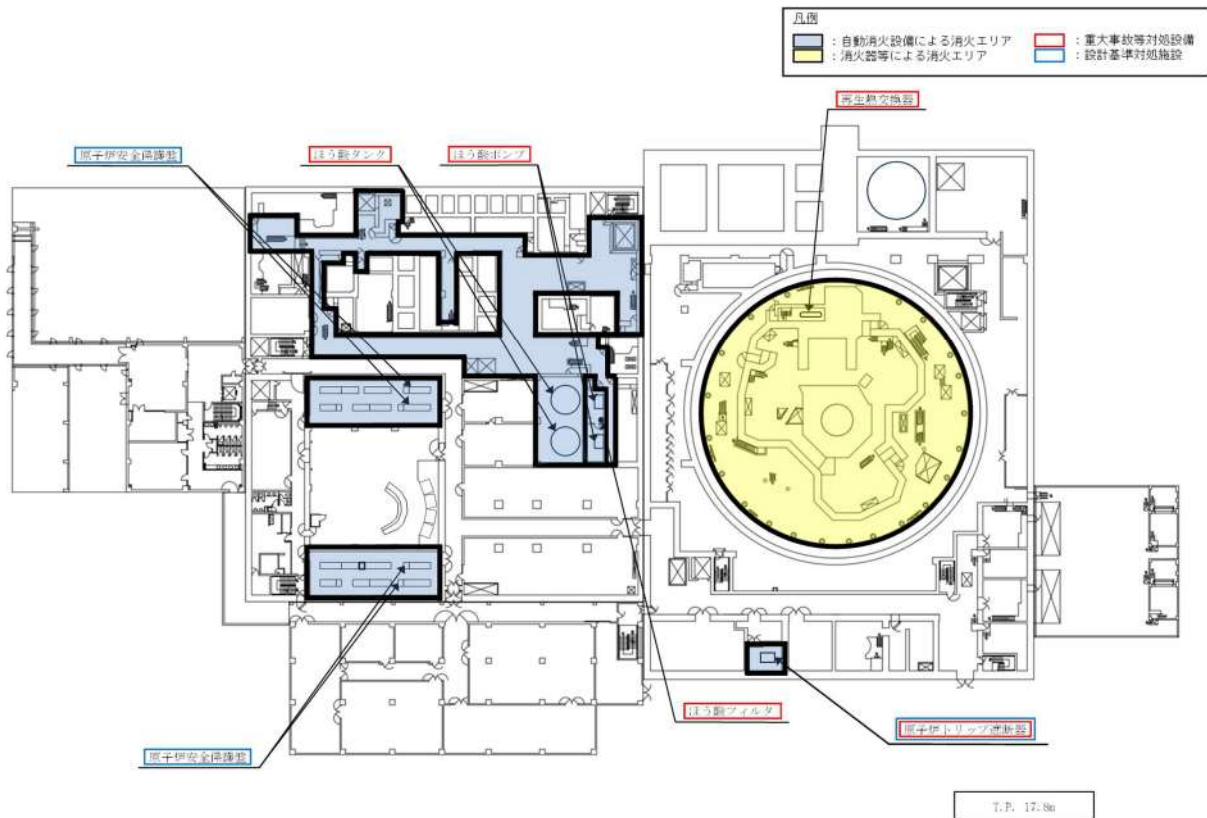 凡例
：自動消火設備による消火エリア
：消火器等による消火エリア
：重大事故等対処設備
：設計基準対処施設
再生熱交換器
原子炉安全保護盤
ほう酸タンク
ほう酸ポンプ
ほう酸フィルタ
原子炉トリップ遮断器
原子炉安全保護盤
T.P. 17.8m